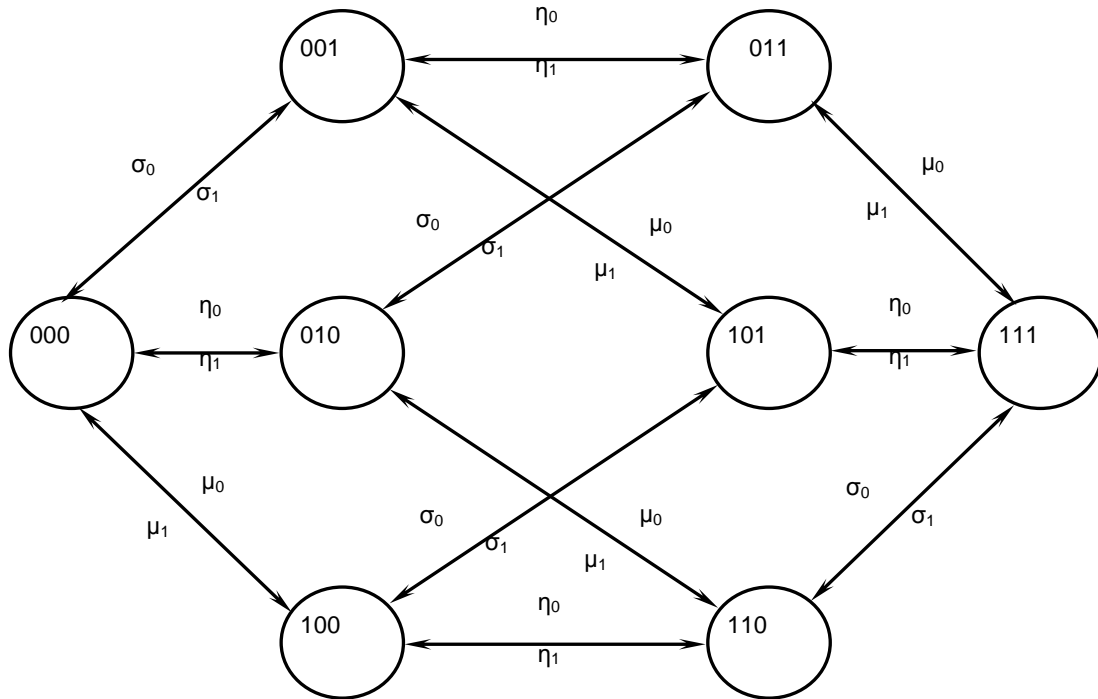 η₀
001
011
η₁
σ₀
σ₁
μ₀
μ₁
σ₀
σ₁
μ₀
μ₁
η₀
η₀
000
010
101
111
η₁
η₁
μ₀
μ₁
σ₀
σ₁
μ₀
μ₁
σ₀
σ₁
η₀
100
110
η₁